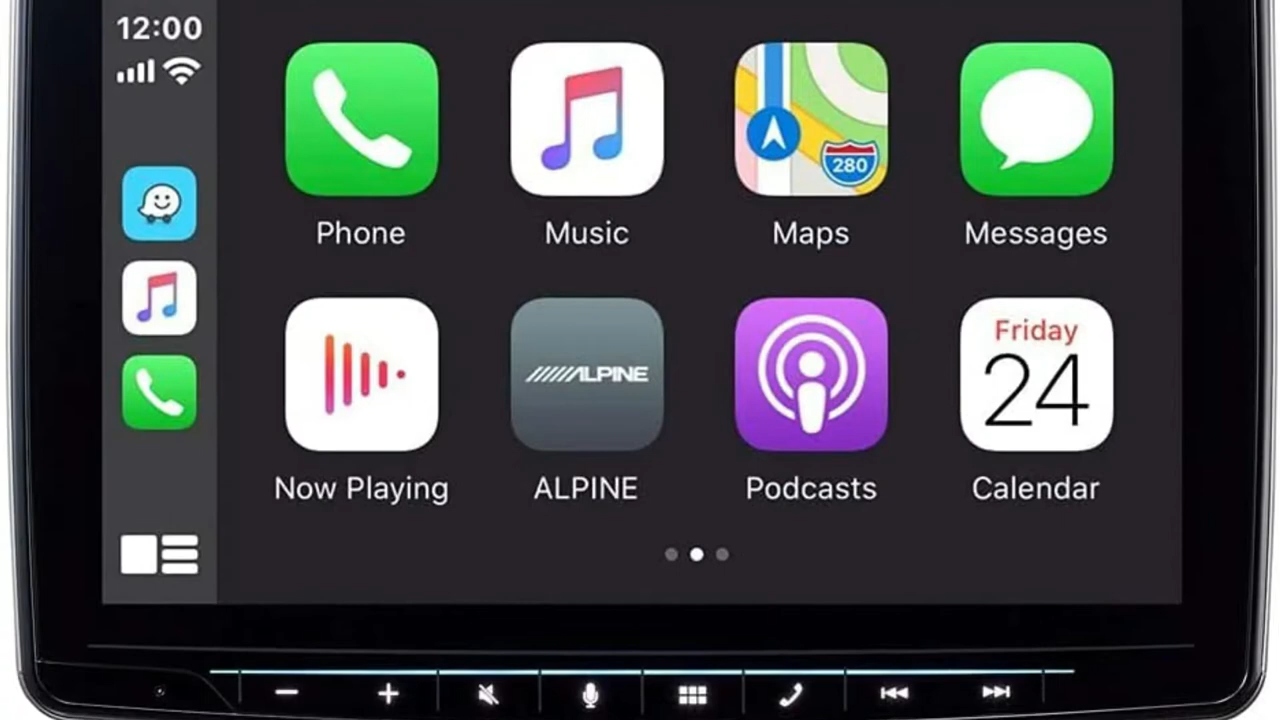 12:00
280
Phone
Music
Maps
Messages
ALPINE
Friday
24
Now Playing
ALPINE
Podcasts
Calendar